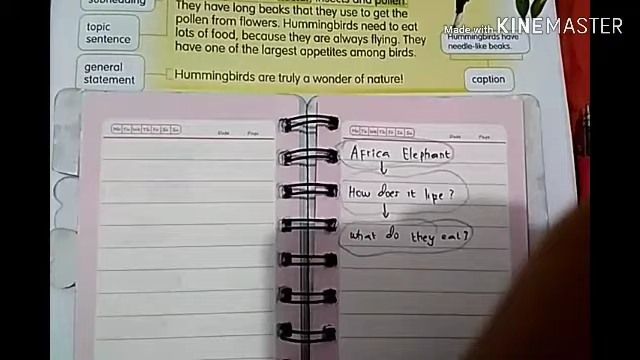 subheading
insects and pollen.
They have long beaks that they use to get the
pollen from flowers. Hummingbirds need to eat
lots of food, because they are always flying. They
have one of the largest appetites among birds.
topic
sentence
general
statement
Hummingbirds are truly a wonder of nature!
Made with KINEMASTER
Hummingbirds have
needle-like beaks.
caption
Mo Tu We Th Fr Sa Su
Date Page
Mo Tu We Th Fr Sa Su
Date Page
Africa Elephant
How does it lipe?
what do they eat?